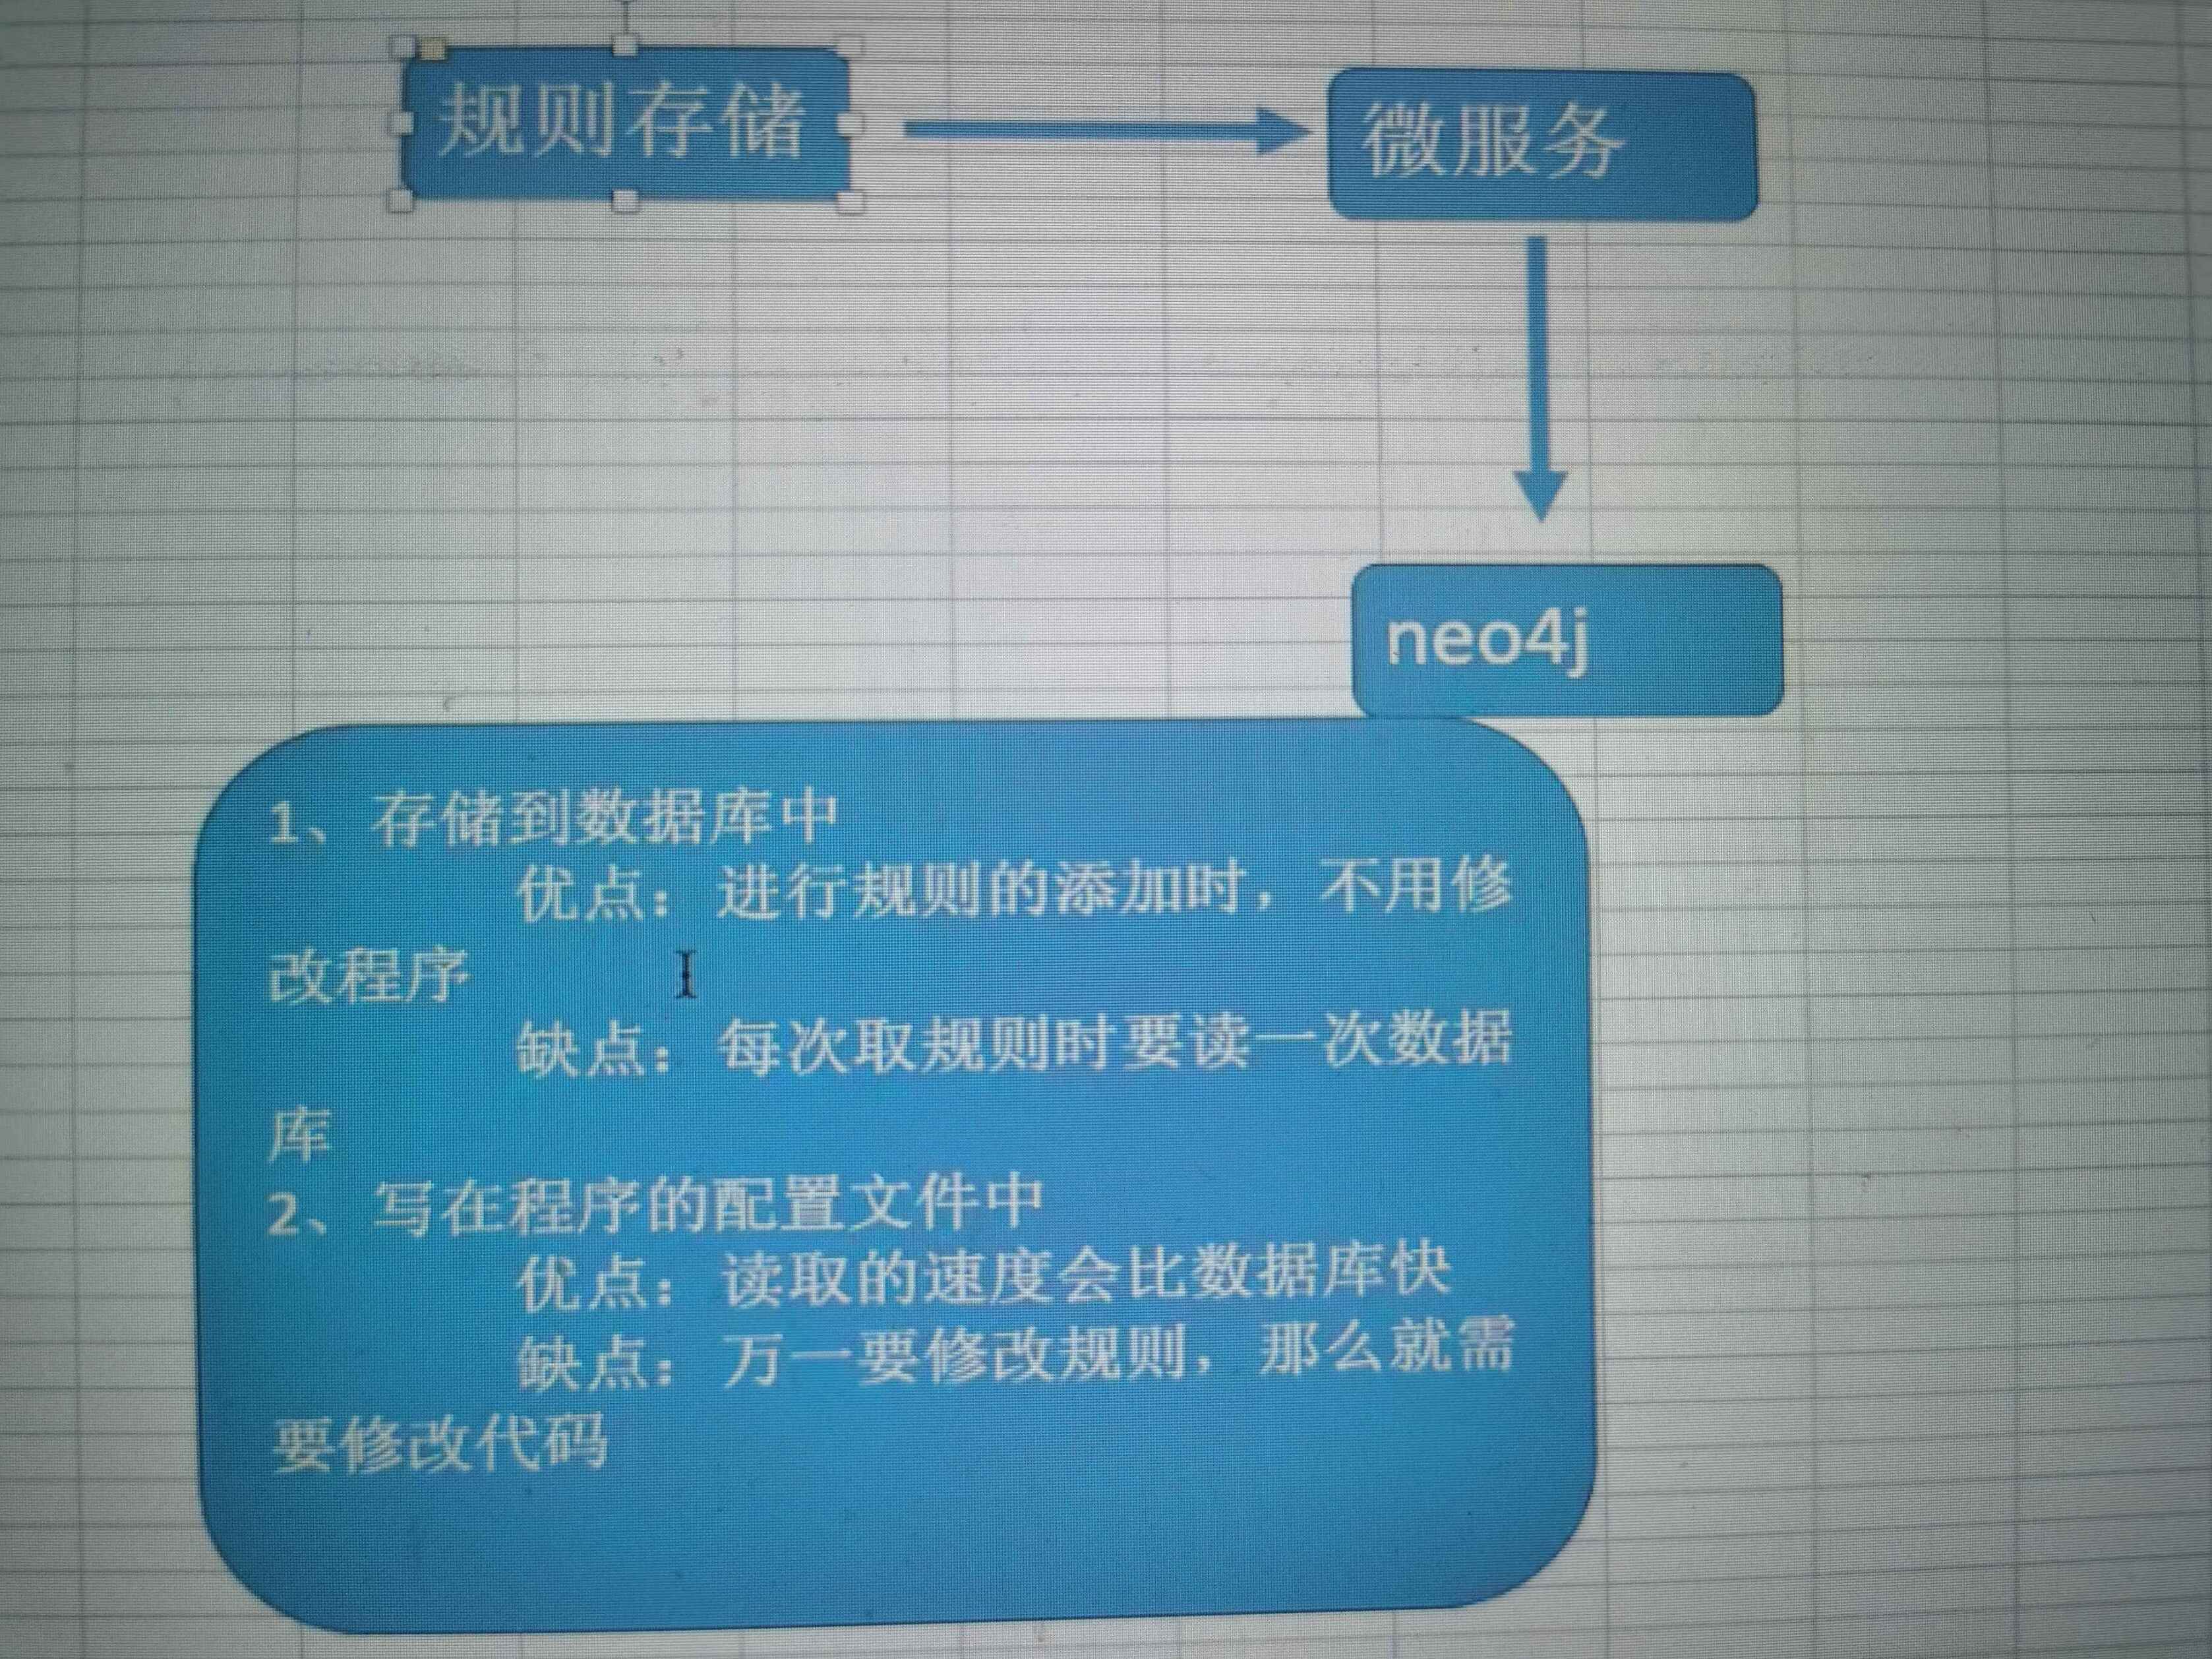 规则存储
微服务
neo4j
1、存储到数据库中
优点：进行规则的添加时，不用修
改程序
缺点：每次取规则时要读一次数据
库
2、写在程序的配置文件中
优点：读取的速度会比数据库快
缺点：万一要修改规则，那么就需
要修改代码